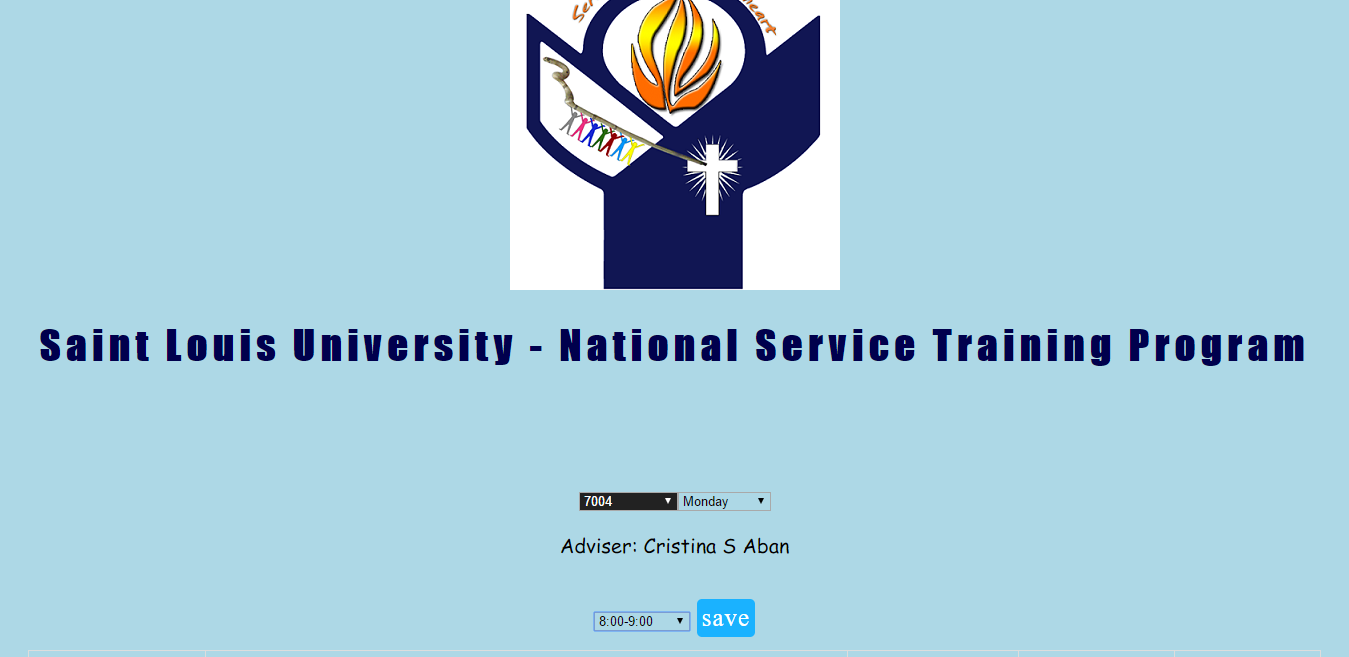 Saint Louis University - National Service Training Program
7004 Monday
Adviser: Cristina S Aban
8:00-9:00 save